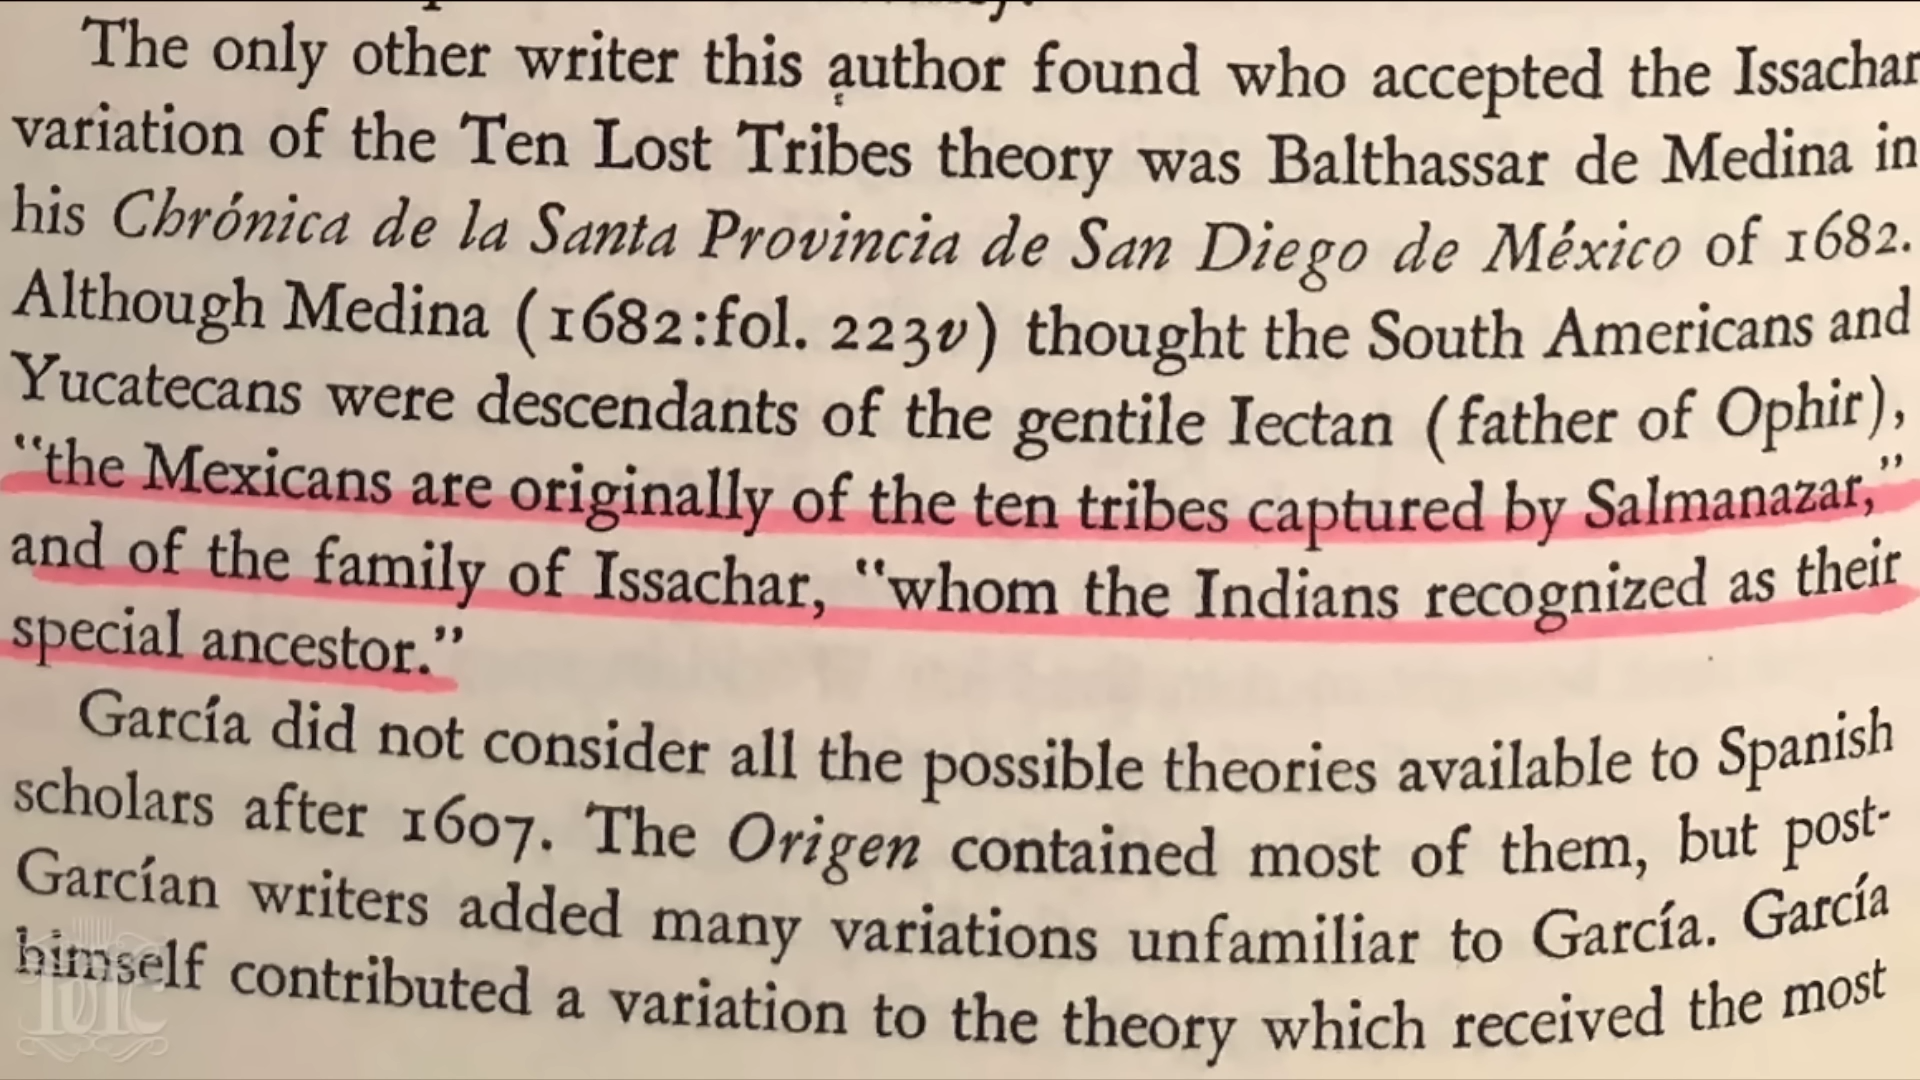 The only other writer this author found who accepted the Issachar
variation of the Ten Lost Tribes theory was Balthassar de Medina in
his Chrónica de la Santa Provincia de San Diego de México of 1682.
Although Medina (1682:fol. 223v) thought the South Americans and
Yucatecans were descendants of the gentile Iectan (father of Ophir),
“the Mexicans are originally of the ten tribes captured by Salmanazar,”
and of the family of Issachar, “whom the Indians recognized as their
special ancestor.”
García did not consider all the possible theories available to Spanish
scholars after 1607. The Origen contained most of them, but post-
Garcían writers added many variations unfamiliar to García. García
himself contributed a variation to the theory which received the most
IUIC